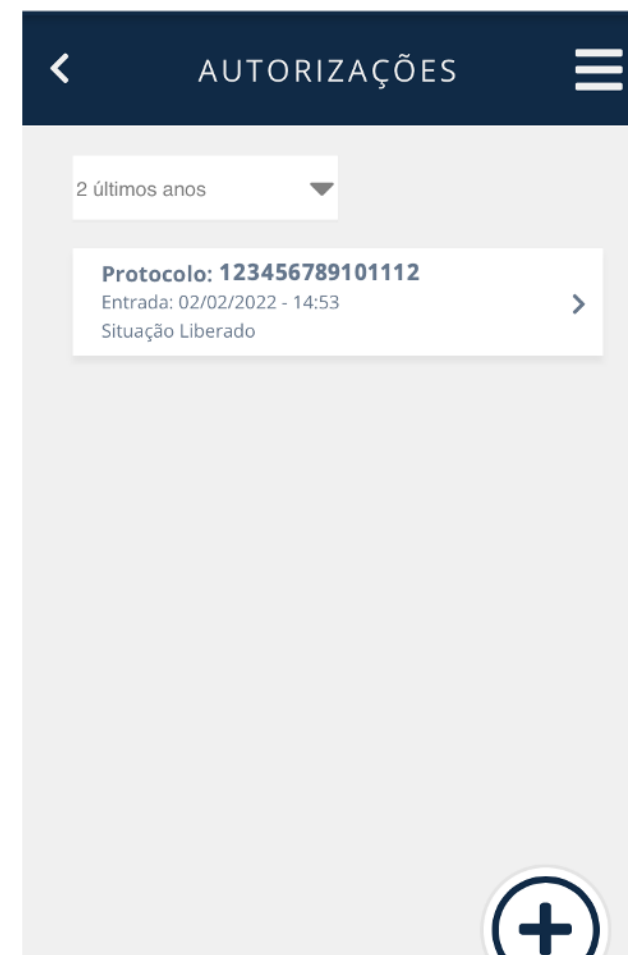 AUTORIZAÇÕES
2 últimos anos
Protocolo: 123456789101112
Entrada: 02/02/2022 - 14:53
Situação Liberado